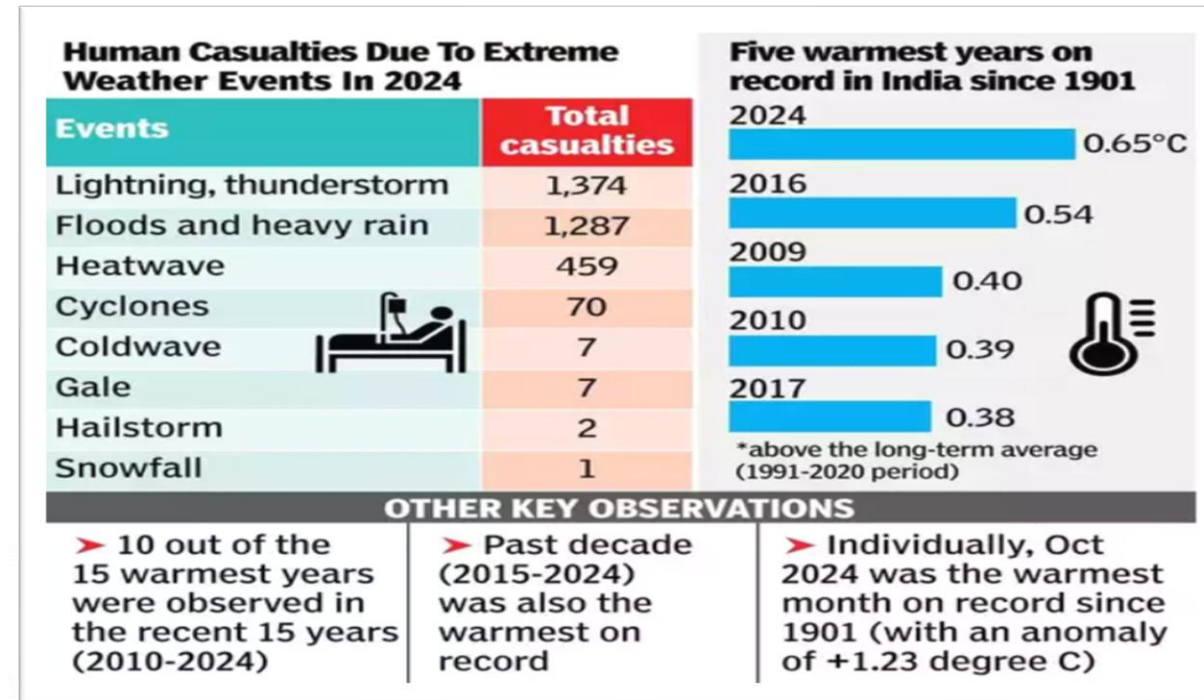 Human Casualties Due To Extreme
Weather Events In 2024
Events
Total
casualties
Lightning, thunderstorm 1,374
Floods and heavy rain 1,287
Heatwave 459
Cyclones 70
Coldwave 7
Gale 7
Hailstorm 2
Snowfall 1
Five warmest years on
record in India since 1901
2024
0.65°C
2016
0.54
2009
0.40
2010
0.39
2017
0.38
*above the long-term average
(1991-2020 period)
OTHER KEY OBSERVATIONS
➤ 10 out of the
15 warmest years
were observed in
the recent 15 years
(2010-2024)
➤ Past decade
(2015-2024)
was also the
warmest on
record
➤ Individually, Oct
2024 was the warmest
month on record since
1901 (with an anomaly
of +1.23 degree C)